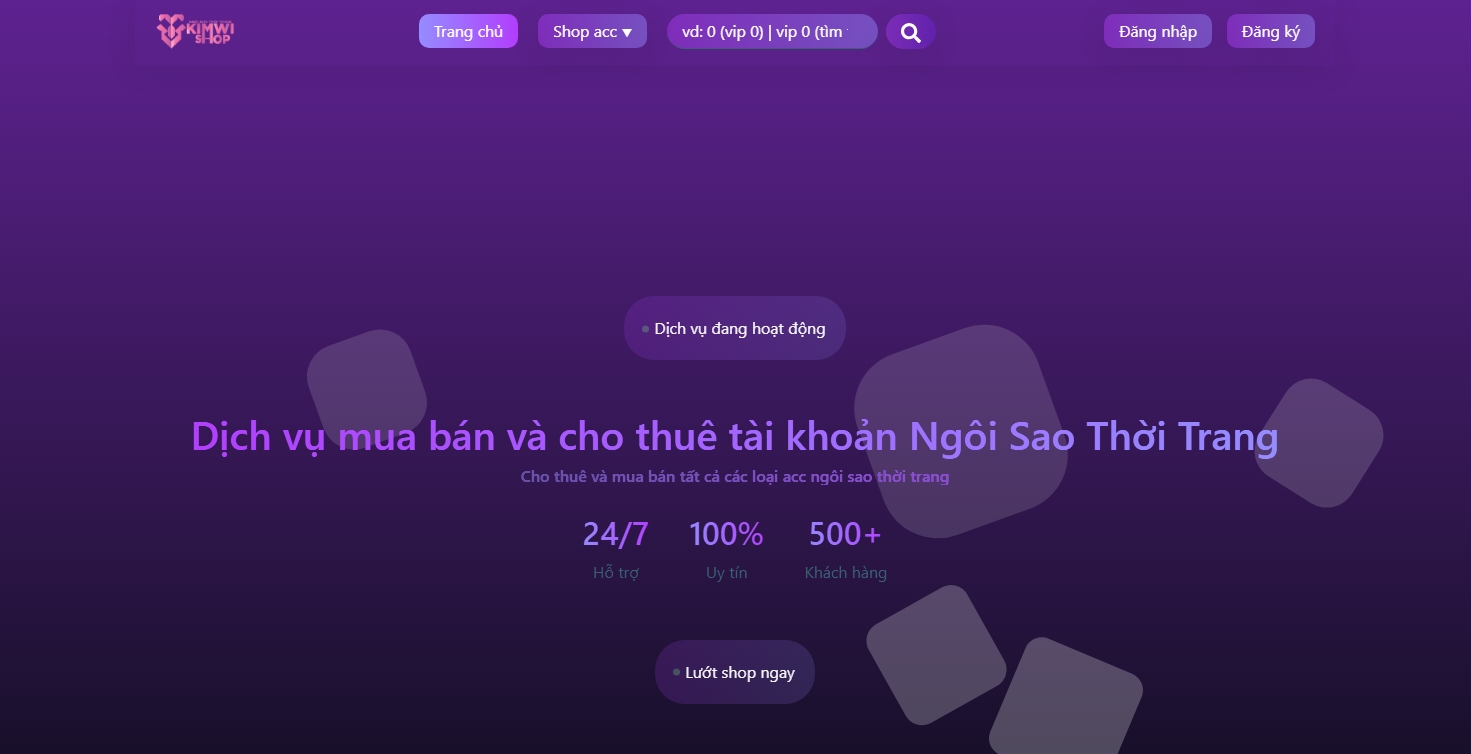 KIMWI
SHOP
Trang chủ
Shop acc ▼
vd: 0 (vip 0) | vip 0 (tìm
Đăng nhập
Đăng ký
Dịch vụ đang hoạt động
Dịch vụ mua bán và cho thuê tài khoản Ngôi Sao Thời Trang
Cho thuê và mua bán tất cả các loại acc ngôi sao thời trang
24/7 100% 500+
Hỗ trợ Uy tín Khách hàng
Lướt shop ngay